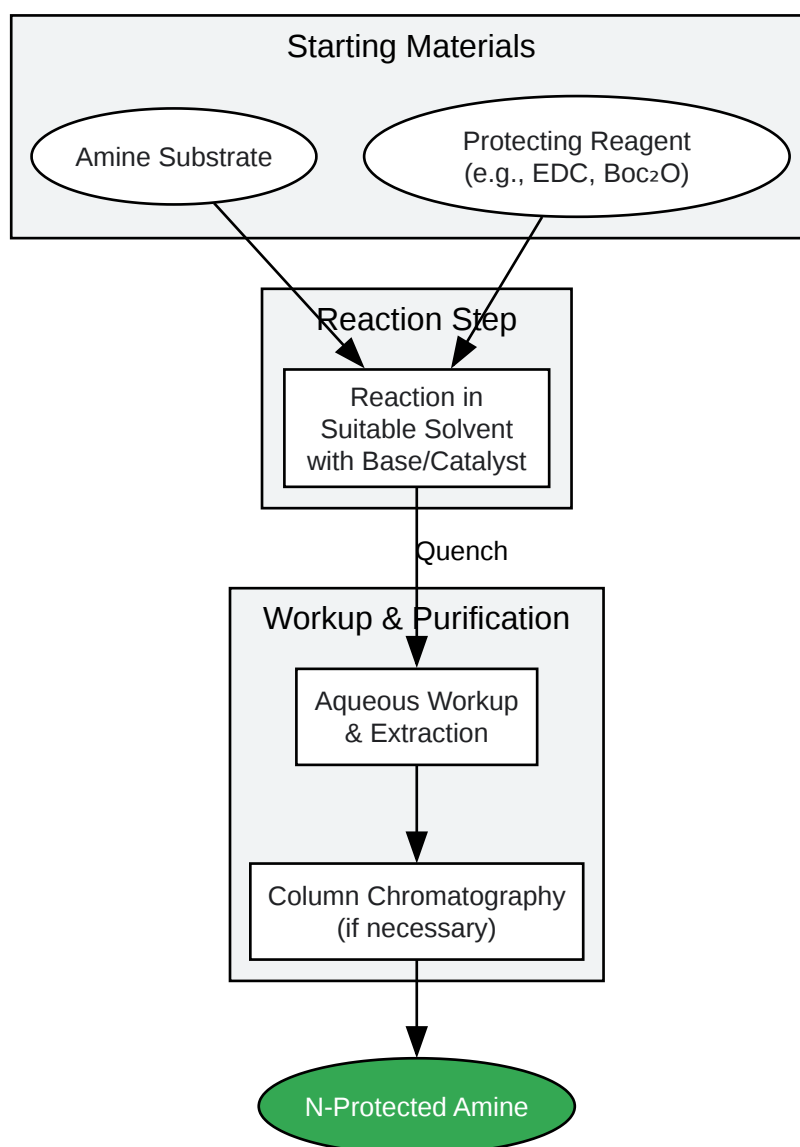 Starting Materials
Amine Substrate
Protecting Reagent
(e.g., EDC, Boc₂O)
Reaction Step
Reaction in
Suitable Solvent
with Base/Catalyst
Quench
Workup & Purification
Aqueous Workup
& Extraction
Column Chromatography
(if necessary)
N-Protected Amine